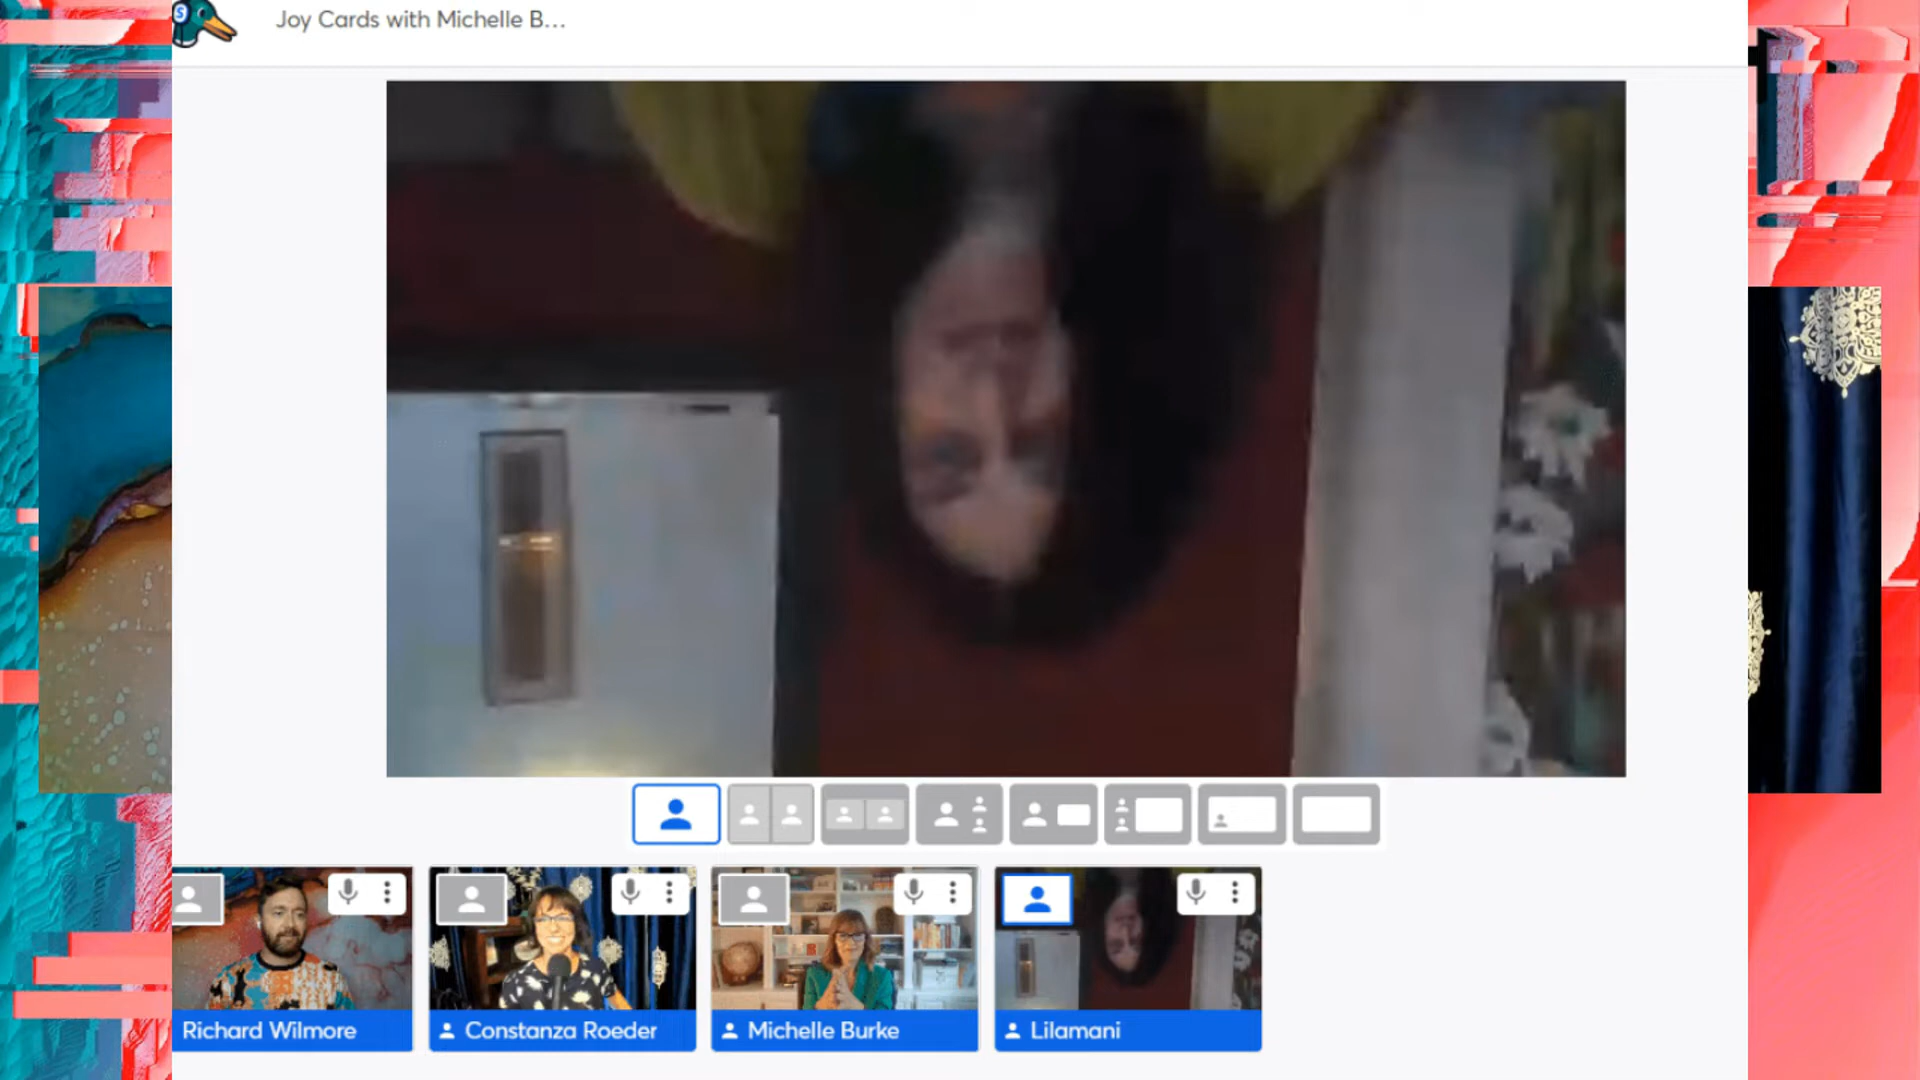 S
Joy Cards with Michelle B...
Richard Wilmore
Constanza Roeder
Michelle Burke
Lilamani